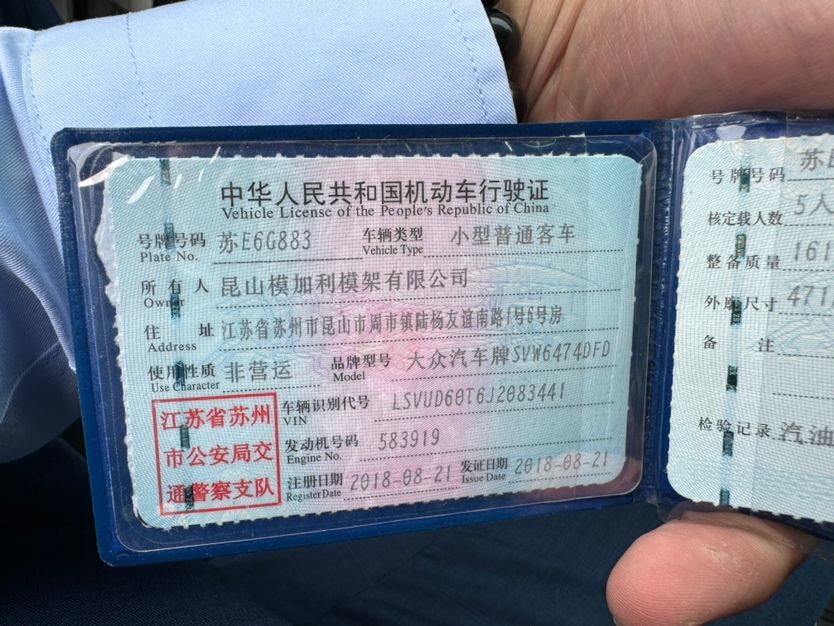 中华人民共和国机动车行驶证
Vehicle License of the People's Republic of China
号牌号码 苏E6G883 车辆类型 小型普通客车
Plate No. Vehicle Type
所有人 昆山模加利模架有限公司
Owner
住址 江苏省苏州市昆山市周市镇陆杨友谊南路1号6号房
Address
使用性质 非营运 品牌型号 大众汽车牌SVW6474DFD
Use Character Model
车辆识别代号 LSVUD60T6J2083441
VIN
发动机号码 583919
Engine No.
注册日期 2018-08-21 发证日期 2018-08-21
Register Date Issue Date
江苏省苏州
市公安局交
通警察支队
号牌号码 苏
核定载人数 5人
整备质量 161
外廓尺寸 471
备注
检验记录 汽油